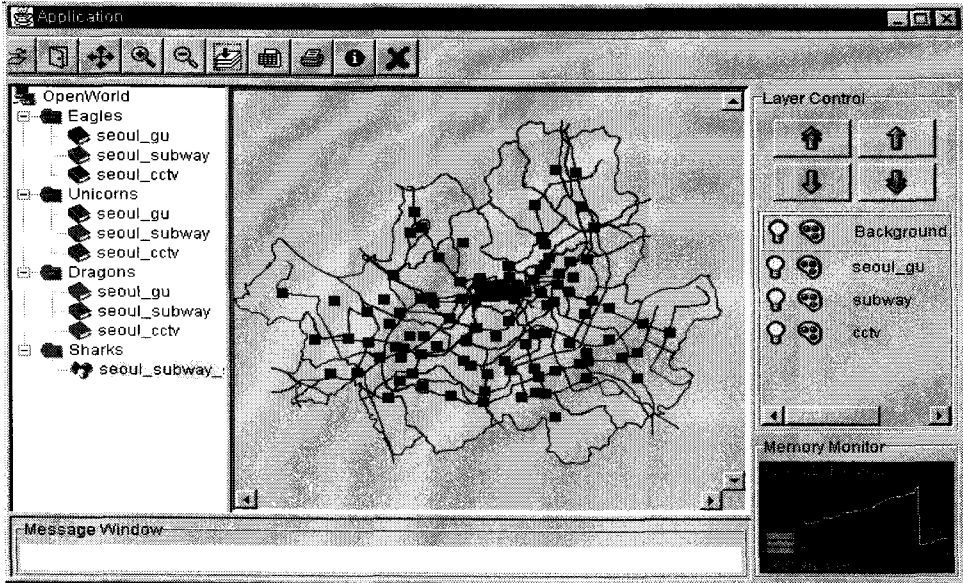 Application
OpenWorld
Eagles
seoul_gu
seoul_subway
seoul_cctv
Unicorns
seoul_gu
seoul_subway
seoul_cctv
Dragons
seoul_gu
seoul_subway
seoul_cctv
Sharks
seoul_subway_
Layer Control
Background
seoul_gu
subway
cctv
Memory Monitor
Message Window